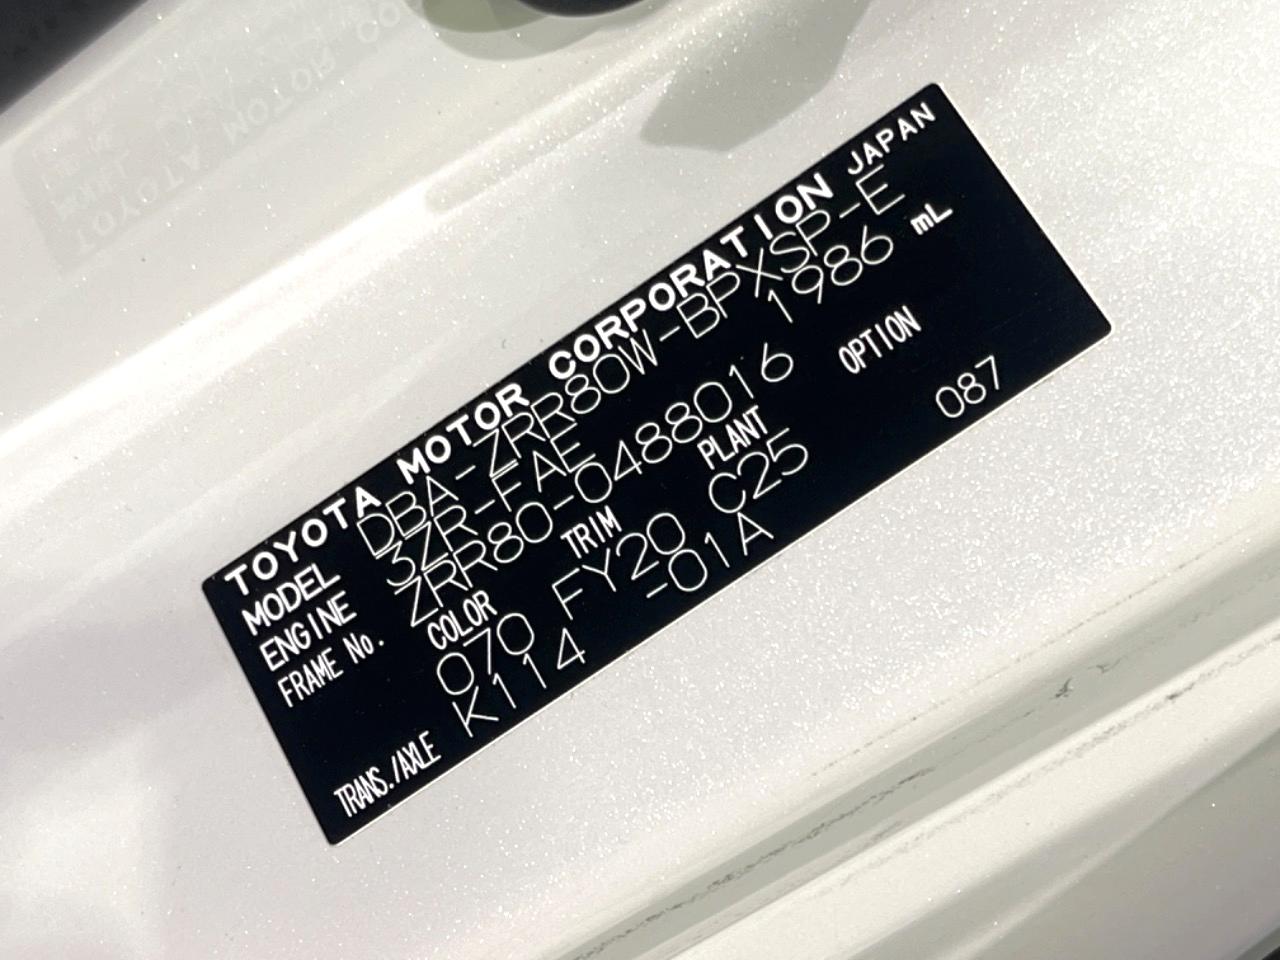 TOYOTA MOTOR CORPORATION JAPAN
MODEL DBA-ZRR80W-BPXSP-E
ENGINE 3ZR-FAE 1986 mL
FRAME No. ZRR80-0488016
COLOR TRIM PLANT OPTION
070 FY20 C25 087
TRANS./AXLE K114 -01A